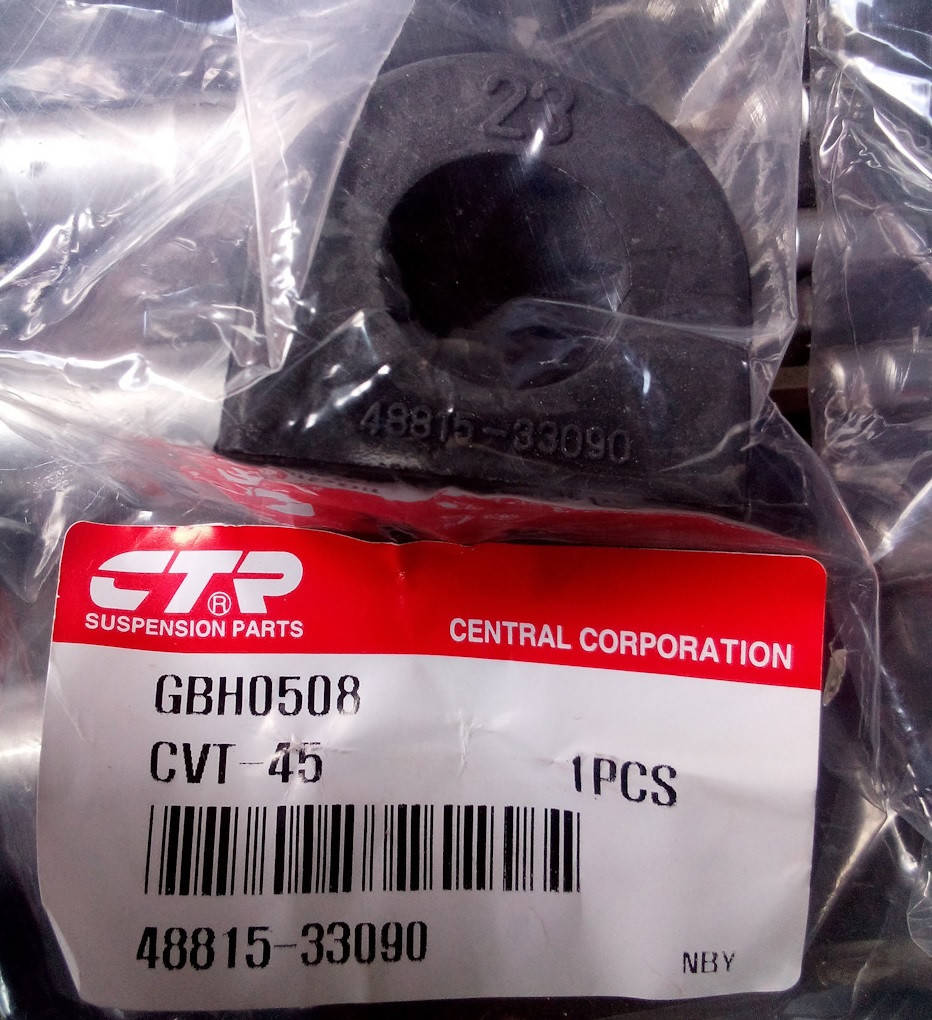 23
48815-33090
CTR ®
SUSPENSION PARTS
CENTRAL CORPORATION
GBH0508
CVT-45
1PCS
48815-33090
NBY